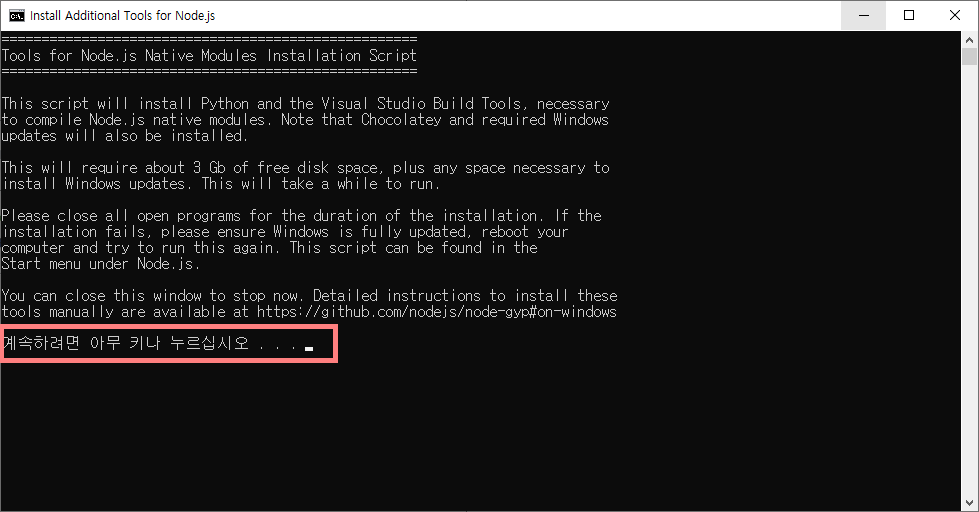 Install Additional Tools for Node.js
====================================================
Tools for Node.js Native Modules Installation Script
====================================================
This script will install Python and the Visual Studio Build Tools, necessary
to compile Node.js native modules. Note that Chocolatey and required Windows
updates will also be installed.
This will require about 3 Gb of free disk space, plus any space necessary to
install Windows updates. This will take a while to run.
Please close all open programs for the duration of the installation. If the
installation fails, please ensure Windows is fully updated, reboot your
computer and try to run this again. This script can be found in the
Start menu under Node.js.
You can close this window to stop now. Detailed instructions to install these
tools manually are available at https://github.com/nodejs/node-gyp#on-windows
계속하려면 아무 키나 누르십시오 . . .